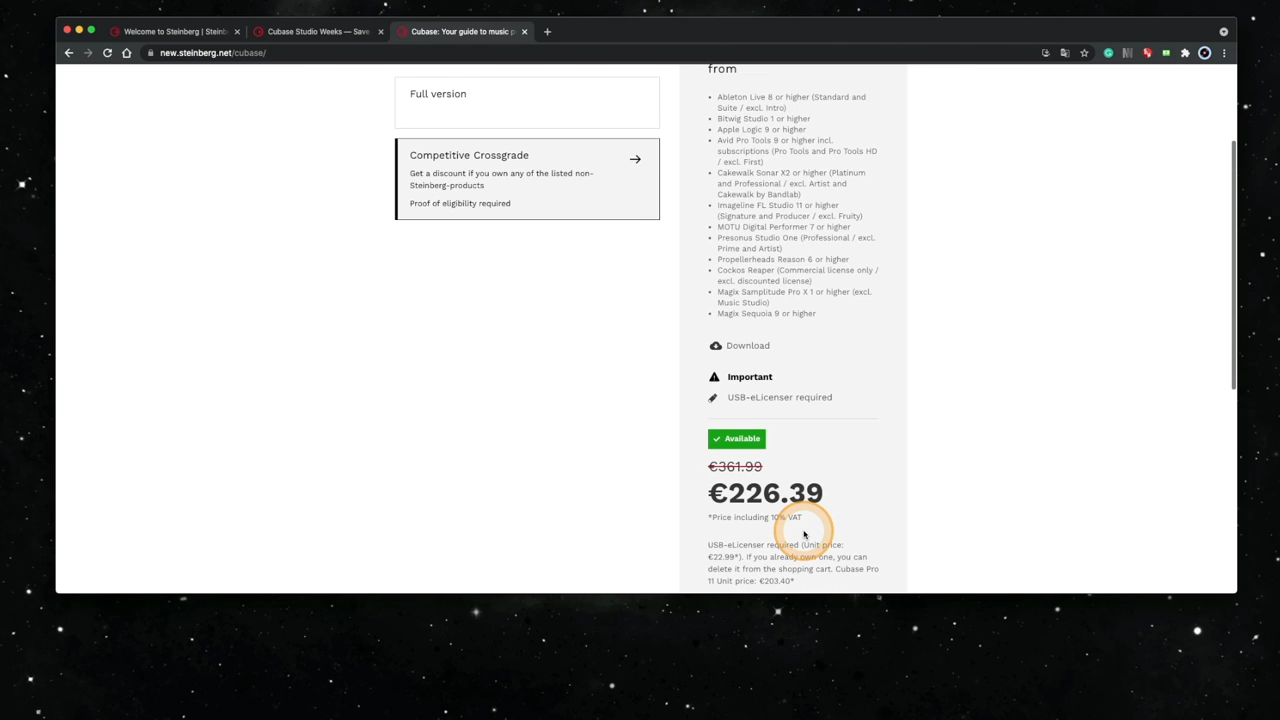 Welcome to Steinberg | Steinb
Cubase Studio Weeks — Save
Cubase: Your guide to music p
new.steinberg.net/cubase/
Full version
Competitive Crossgrade
Get a discount if you own any of the listed non-
Steinberg-products
Proof of eligibility required
from
• Ableton Live 8 or higher (Standard and
Suite / excl. Intro)
• Bitwig Studio 1 or higher
• Apple Logic 9 or higher
• Avid Pro Tools 9 or higher incl.
subscriptions (Pro Tools and Pro Tools HD
/ excl. First)
• Cakewalk Sonar X2 or higher (Platinum
and Professional / excl. Artist and
Cakewalk by Bandlab)
• Imageline FL Studio 11 or higher
(Signature and Producer / excl. Fruity)
• MOTU Digital Performer 7 or higher
• Presonus Studio One (Professional / excl.
Prime and Artist)
• Propellerheads Reason 6 or higher
• Cockos Reaper (Commercial license only /
excl. discounted license)
• Magix Samplitude Pro X 1 or higher (excl.
Music Studio)
• Magix Sequoia 9 or higher
Download
Important
USB-eLicenser required
Available
€361.99
€226.39
*Price including 10% VAT
USB-eLicenser required (Unit price:
€22.99*). If you already own one, you can
delete it from the shopping cart. Cubase Pro
11 Unit price: €203.40*